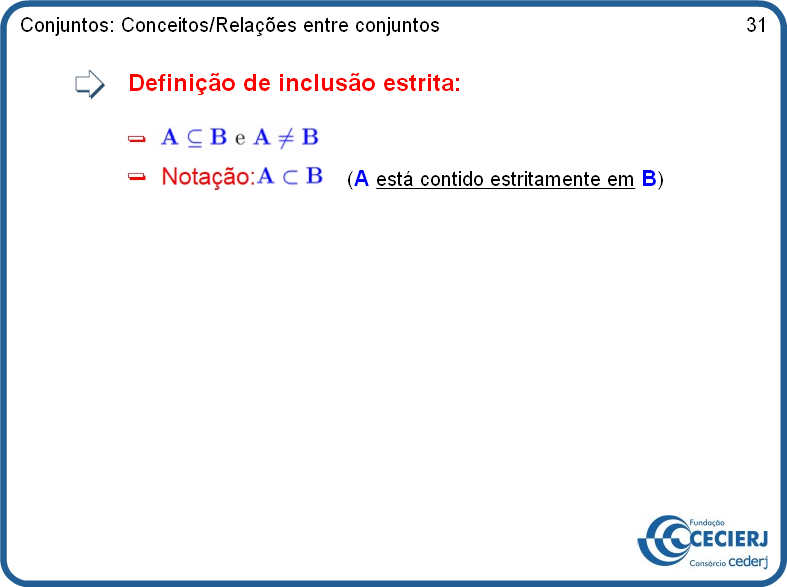 Conjuntos: Conceitos/Relações entre conjuntos 31
Definição de inclusão estrita:
A ⊆ B e A ≠ B
Notação: A ⊂ B (A está contido estritamente em B)
Fundação
CECIERJ
Consórcio cederj